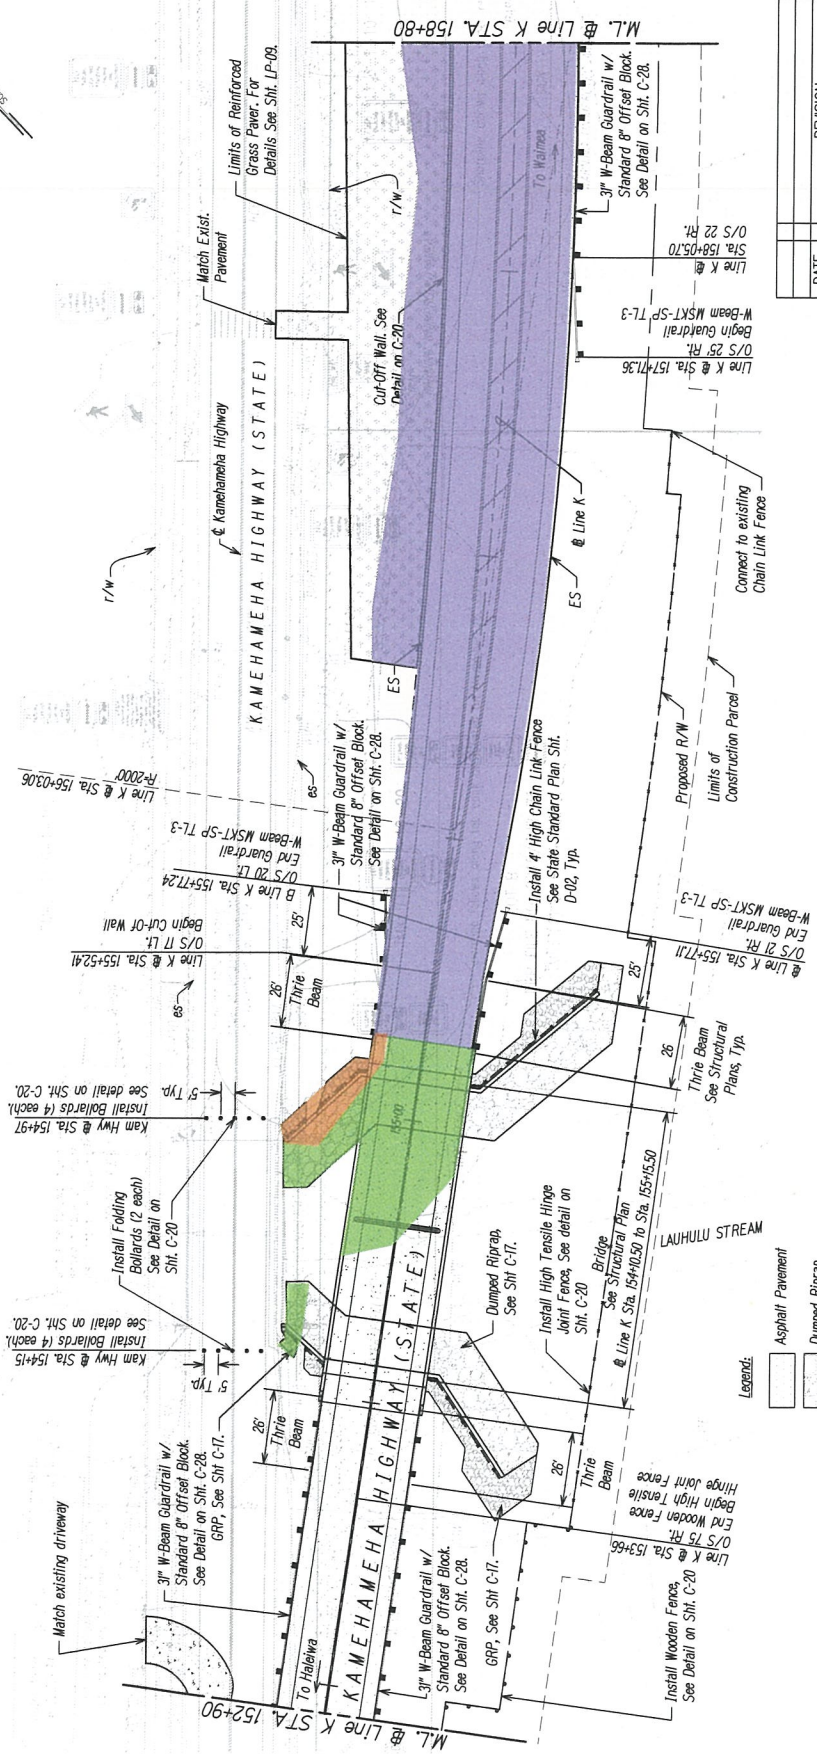 M.L. ℄ Line K STA. 158+80
Limits of Reinforced
Grass Paver. For
Details See Sht. LP-09.
Match Exist.
Pavement
r/w
Cut-Off Wall. See
Detail on C-20
To Waimea
31" W-Beam Guardrail w/
Standard 8" Offset Block.
See Detail on Sht. C-28.
Line K ℄
Sta. 158+05.70
O/S 22 Rt.
Line K ℄ Sta. 157+71.36
O/S 25' Rt.
Begin Guardrail
W-Beam MSKT-SP TL-3
℄ Kamehameha Highway
KAMEHAMEHA HIGHWAY (STATE)
r/w
ES
℄ Line K
ES
Connect to existing
Chain Link Fence
Proposed R/W
Limits of
Construction Parcel
Line K ℄ Sta. 156+03.06
R=2000'
es
31" W-Beam Guardrail w/
Standard 8" Offset Block.
See Detail on Sht. C-28.
B Line K Sta. 155+77.24
O/S 20 Lt.
End Guardrail
W-Beam MSKT-SP TL-3
25'
Line K ℄ Sta. 155+52.41
O/S 17 Lt.
Begin Cut-Off Wall
es
26'
Thrie
Beam
Install 4' High Chain Link Fence
See State Standard Plan Sht.
D-02, Typ.
℄ Line K Sta. 155+77.11
O/S 21 Rt.
End Guardrail
W-Beam MSKT-SP TL-3
25'
26
Thrie Beam
See Structural
Plans, Typ.
Kam Hwy ℄ Sta. 154+97
Install Bollards (4 each).
See detail on Sht. C-20.
5' Typ.
Install Folding
Bollards (2 each)
See Detail on
Sht. C-20
155+00
Kam Hwy ℄ Sta. 154+15
Install Bollards (4 each).
See detail on Sht. C-20.
5' Typ.
Dumped Riprap,
See Sht C-17.
Install High Tensile Hinge
Joint Fence, See detail on
Sht. C-20
Bridge
See Structural Plan
℄ Line K Sta. 154+10.50 to Sta. 155+15.50
LAUHULU STREAM
26'
Thrie
Beam
31" W-Beam Guardrail w/
Standard 8" Offset Block.
See Detail on Sht. C-28.
GRP, See Sht C-17.
KAMEHAMEHA HIGHWAY (STATE)
26'
Thrie
Beam
Line K ℄ Sta. 153+66
O/S 75 Rt.
End Wooden Fence
Begin High Tensile
Hinge Joint Fence
Match existing driveway
To Haleiwa
31" W-Beam Guardrail w/
Standard 8" Offset Block.
See Detail on Sht. C-28.
GRP, See Sht C-17.
Install Wooden Fence,
See Detail on Sht. C-20
M.L. ℄ Line K STA. 152+90
Legend:
Asphalt Pavement
Dumped Riprap
DATE
REVISION